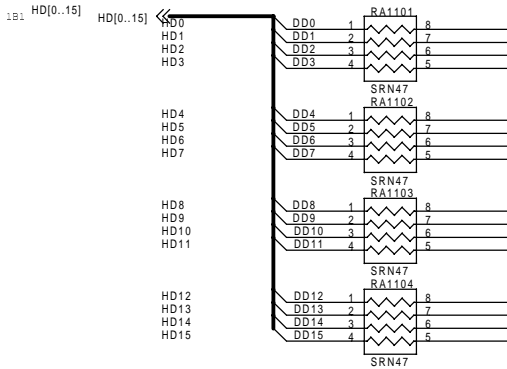 1B1 HD[0..15] HD[0..15] RA1101
HD0 DD0 1 8
HD1 DD1 2 7
HD2 DD2 3 6
HD3 DD3 4 5
SRN47
RA1102
HD4 DD4 1 8
HD5 DD5 2 7
HD6 DD6 3 6
HD7 DD7 4 5
SRN47
RA1103
HD8 DD8 1 8
HD9 DD9 2 7
HD10 DD10 3 6
HD11 DD11 4 5
SRN47
RA1104
HD12 DD12 1 8
HD13 DD13 2 7
HD14 DD14 3 6
HD15 DD15 4 5
SRN47